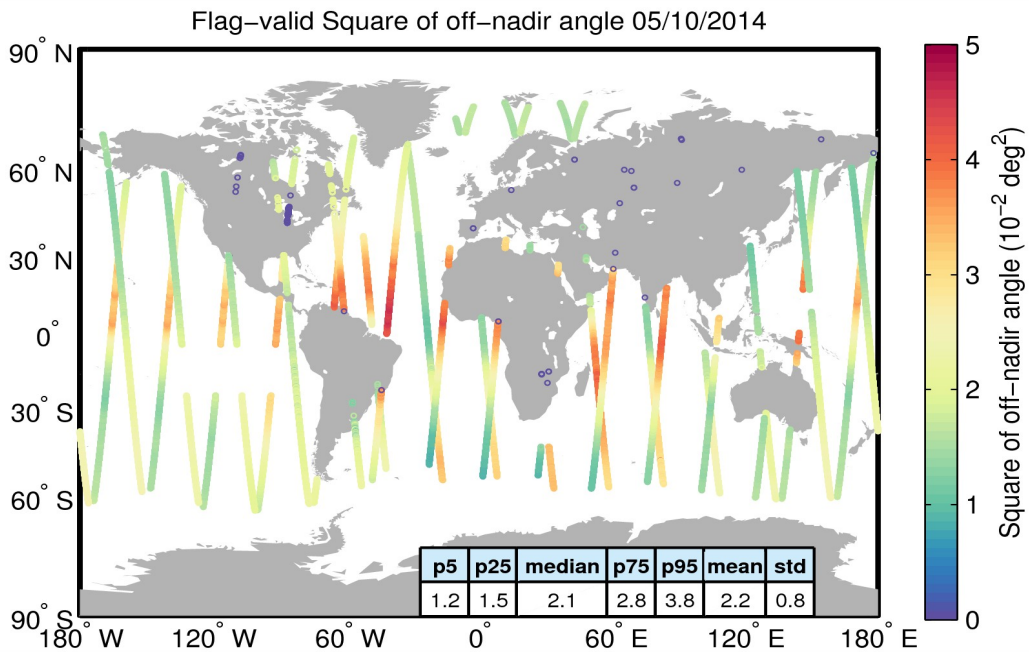 Flag−valid Square of off−nadir angle 05/10/2014
90° N
60° N
30° N
0°
30° S
60° S
90° S
180° W
120° W
60° W
0°
60° E
120° E
180° E
p5 p25 median p75 p95 mean std
1.2 1.5 2.1 2.8 3.8 2.2 0.8
5
4
3
2
1
0
Square of off−nadir angle (10⁻² deg²)